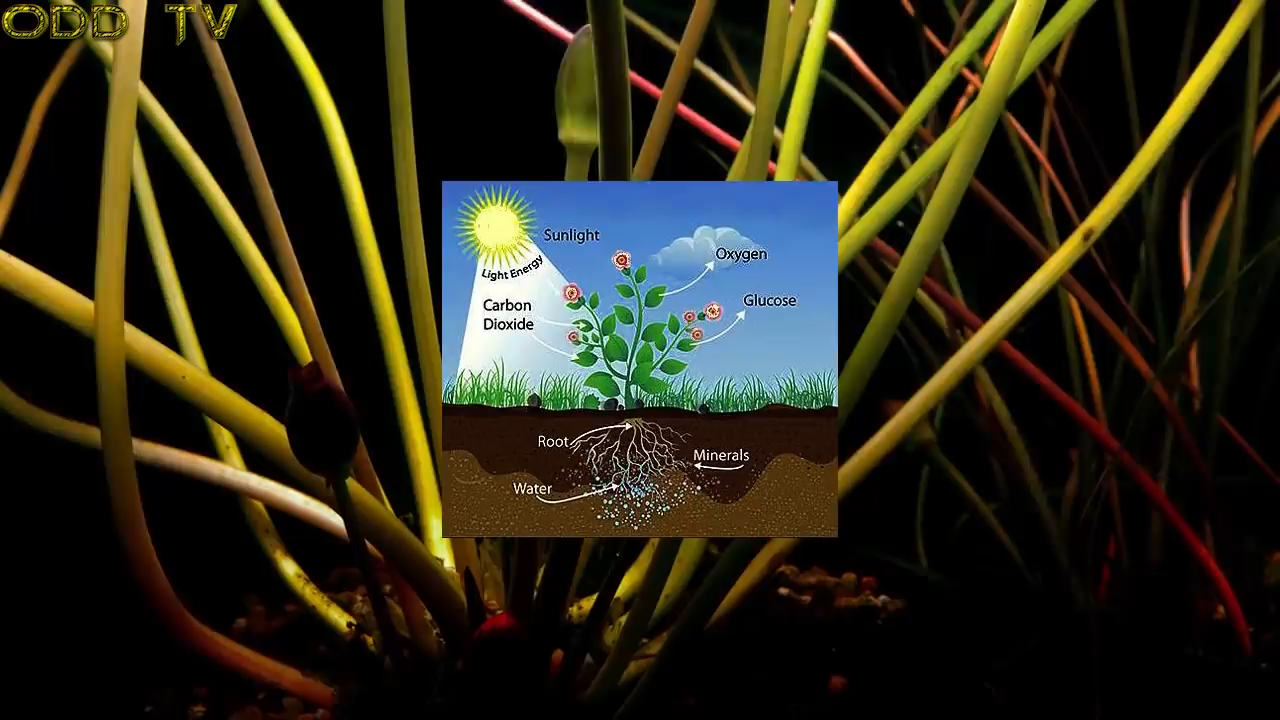 ODD TV
Sunlight
Light Energy
Oxygen
Carbon
Dioxide
Glucose
Root
Minerals
Water